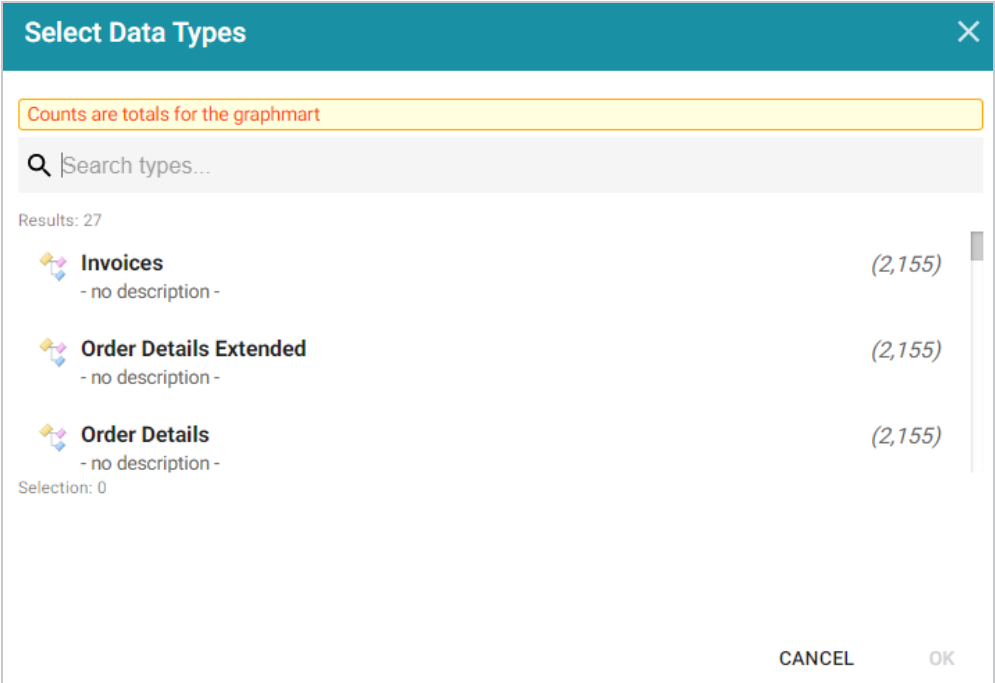 Select Data Types
Counts are totals for the graphmart
Search types...
Results: 27
Invoices (2,155)
- no description -
Order Details Extended (2,155)
- no description -
Order Details (2,155)
- no description -
Selection: 0
CANCEL OK